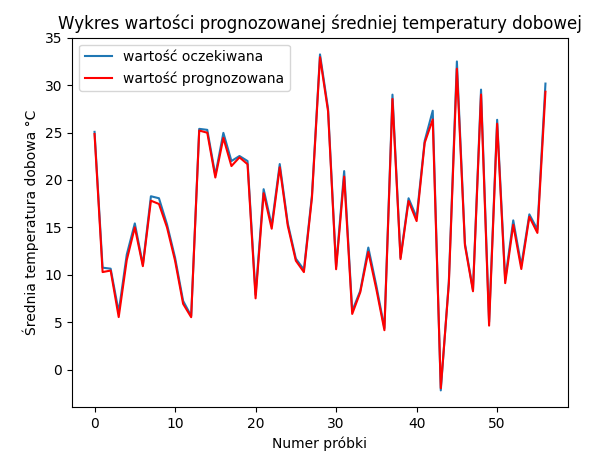 Wykres wartości prognozowanej średniej temperatury dobowej
wartość oczekiwana
wartość prognozowana
Średnia temperatura dobowa °C
35
30
25
20
15
10
5
0
0 10 20 30 40 50
Numer próbki